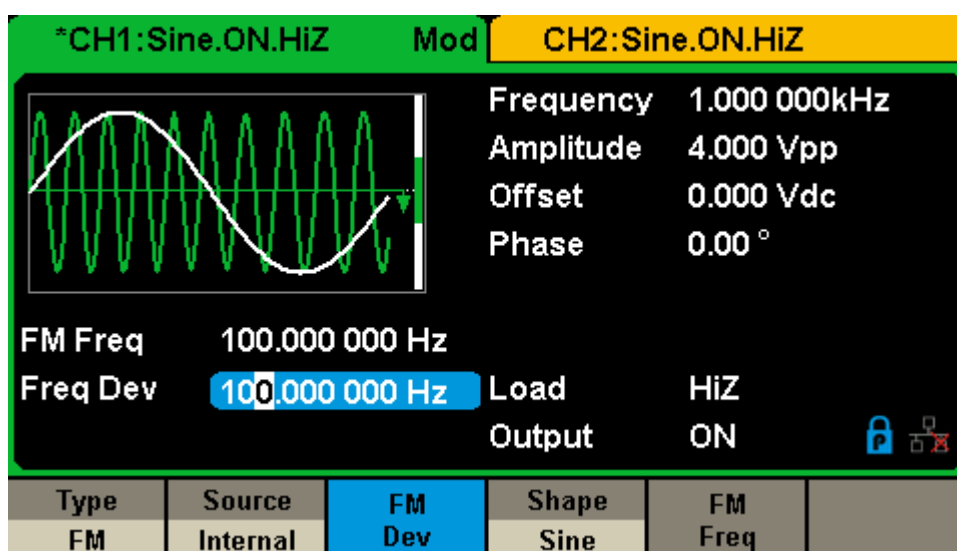 *CH1:Sine.ON.HiZ Mod CH2:Sine.ON.HiZ
Frequency 1.000 000kHz
Amplitude 4.000 Vpp
Offset 0.000 Vdc
Phase 0.00 °
FM Freq 100.000 000 Hz
Freq Dev 100.000 000 Hz Load HiZ
Output ON P
Type Source FM Shape FM
FM Internal Dev Sine Freq